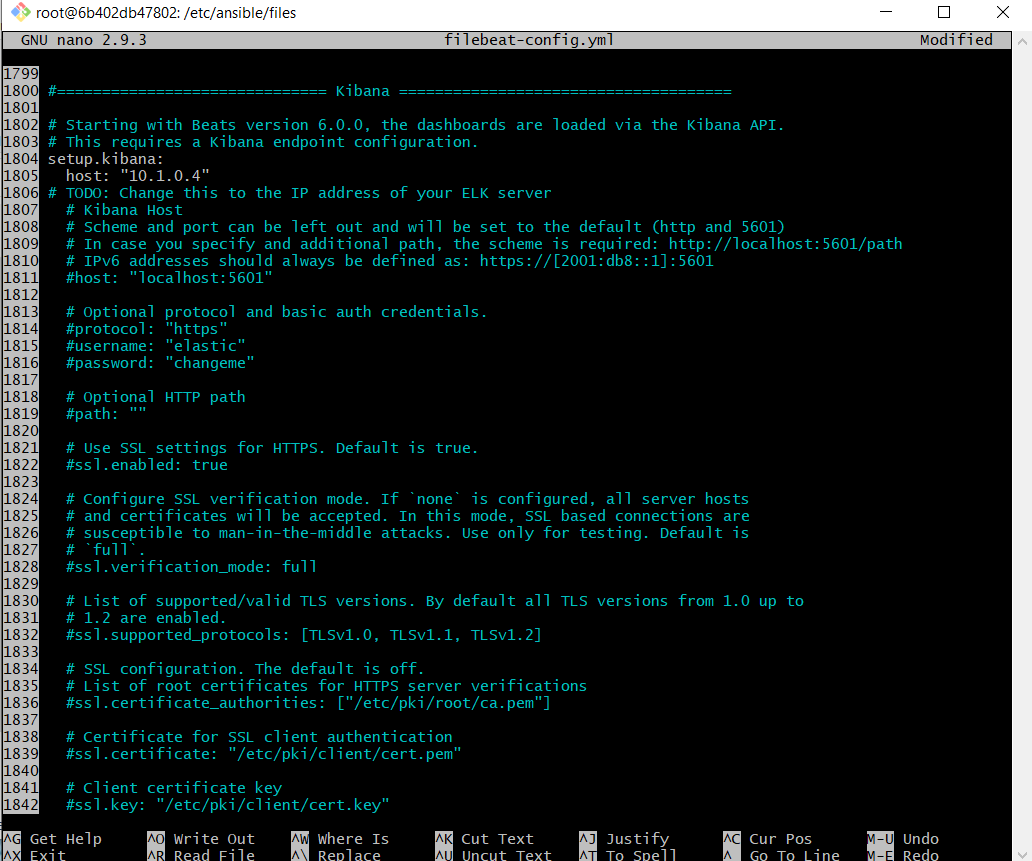 root@6b402db47802: /etc/ansible/files
GNU nano 2.9.3 filebeat-config.yml Modified
1799
1800 #============================== Kibana =====================================
1801
1802 # Starting with Beats version 6.0.0, the dashboards are loaded via the Kibana API.
1803 # This requires a Kibana endpoint configuration.
1804 setup.kibana:
1805   host: "10.1.0.4"
1806 # TODO: Change this to the IP address of your ELK server
1807   # Kibana Host
1808   # Scheme and port can be left out and will be set to the default (http and 5601)
1809   # In case you specify and additional path, the scheme is required: http://localhost:5601/path
1810   # IPv6 addresses should always be defined as: https://[2001:db8::1]:5601
1811   #host: "localhost:5601"
1812
1813   # Optional protocol and basic auth credentials.
1814   #protocol: "https"
1815   #username: "elastic"
1816   #password: "changeme"
1817
1818   # Optional HTTP path
1819   #path: ""
1820
1821   # Use SSL settings for HTTPS. Default is true.
1822   #ssl.enabled: true
1823
1824   # Configure SSL verification mode. If `none` is configured, all server hosts
1825   # and certificates will be accepted. In this mode, SSL based connections are
1826   # susceptible to man-in-the-middle attacks. Use only for testing. Default is
1827   # `full`.
1828   #ssl.verification_mode: full
1829
1830   # List of supported/valid TLS versions. By default all TLS versions from 1.0 up to
1831   # 1.2 are enabled.
1832   #ssl.supported_protocols: [TLSv1.0, TLSv1.1, TLSv1.2]
1833
1834   # SSL configuration. The default is off.
1835   # List of root certificates for HTTPS server verifications
1836   #ssl.certificate_authorities: ["/etc/pki/root/ca.pem"]
1837
1838   # Certificate for SSL client authentication
1839   #ssl.certificate: "/etc/pki/client/cert.pem"
1840
1841   # Client certificate key
1842   #ssl.key: "/etc/pki/client/cert.key"
^G Get Help ^O Write Out ^W Where Is ^K Cut Text ^J Justify ^C Cur Pos M-U Undo
^X Exit ^R Read File ^\ Replace ^U Uncut Text ^T To Spell ^_ Go To Line M-E Redo